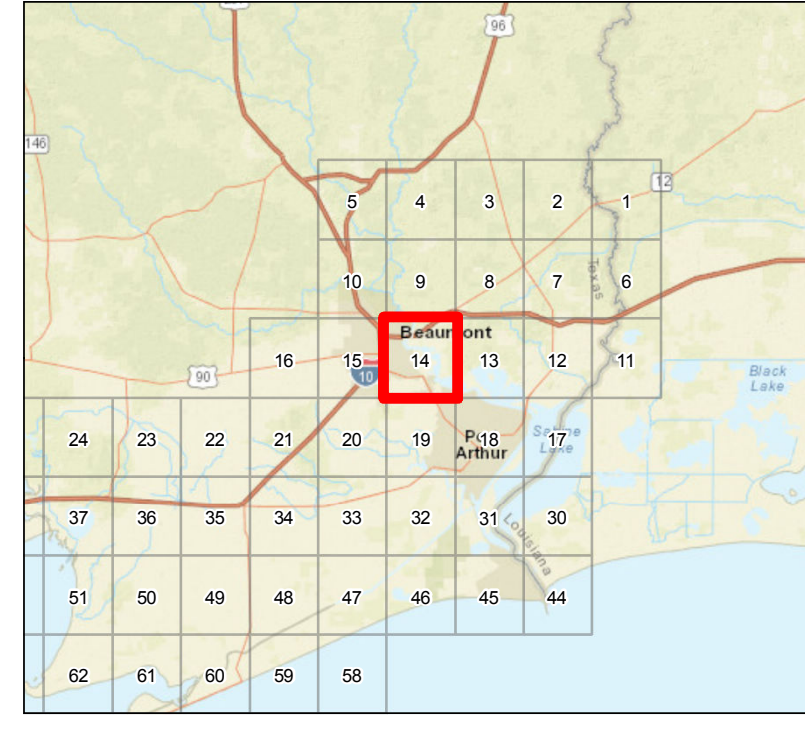 96
146
12
5 4 3 2 1
10 9 8 7 6
Texas
Beaumont
16 15 14 13 12 11
10
90
Black
Lake
24 23 22 21 20 19 18 17
Port
Arthur
Sabine
Lake
37 36 35 34 33 32 31 30
Louisiana
51 50 49 48 47 46 45 44
62 61 60 59 58